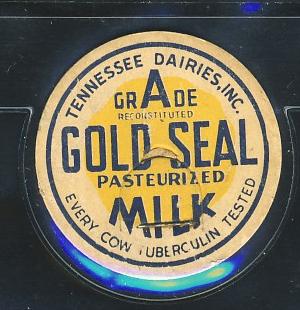 TENNESSEE DAIRIES, INC.
GRADE
RECONSTITUTED
GOLD SEAL
PASTEURIZED
MILK
EVERY COW TUBERCULIN TESTED